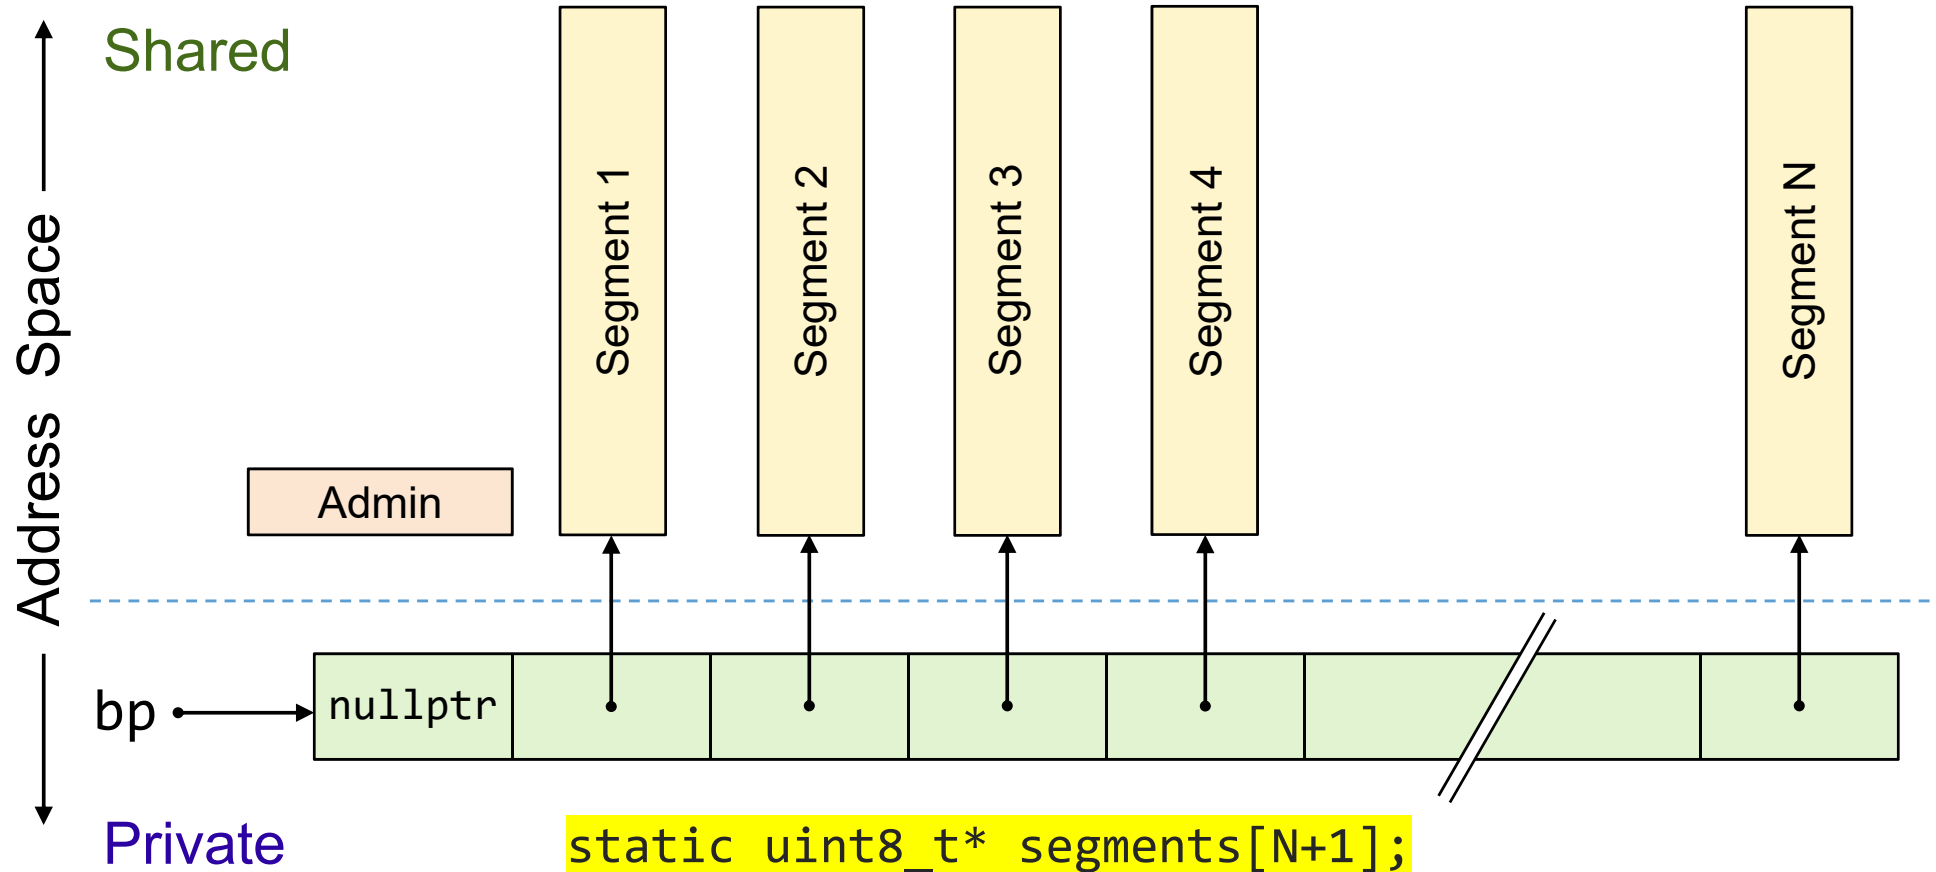 Shared
Address Space
Segment 1
Segment 2
Segment 3
Segment 4
Segment N
Admin
bp
nullptr
Private
static uint8_t* segments[N+1];